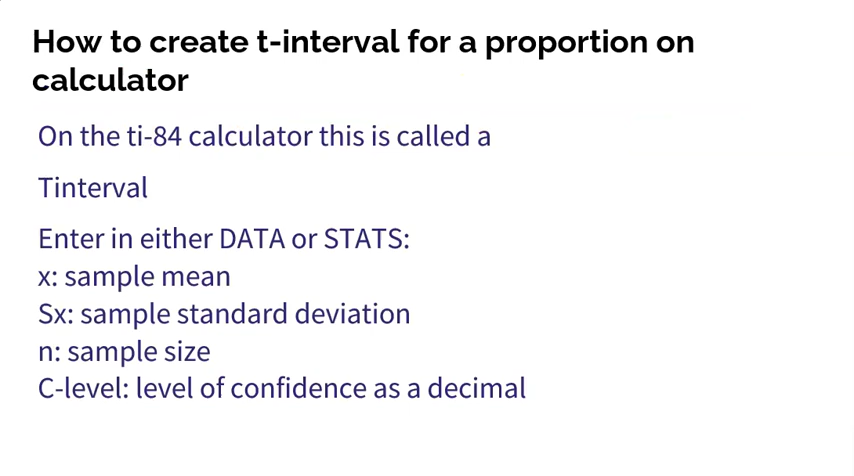 How to create t-interval for a proportion on
calculator
On the ti-84 calculator this is called a
Tinterval
Enter in either DATA or STATS:
x: sample mean
Sx: sample standard deviation
n: sample size
C-level: level of confidence as a decimal